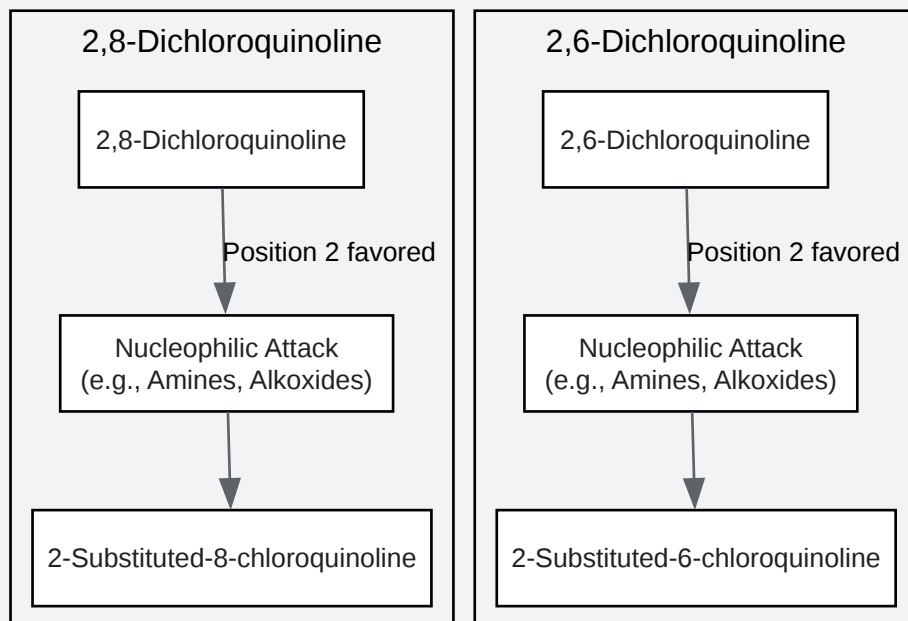 2,8-Dichloroquinoline
2,8-Dichloroquinoline
Position 2 favored
Nucleophilic Attack
(e.g., Amines, Alkoxides)
2-Substituted-8-chloroquinoline
2,6-Dichloroquinoline
2,6-Dichloroquinoline
Position 2 favored
Nucleophilic Attack
(e.g., Amines, Alkoxides)
2-Substituted-6-chloroquinoline